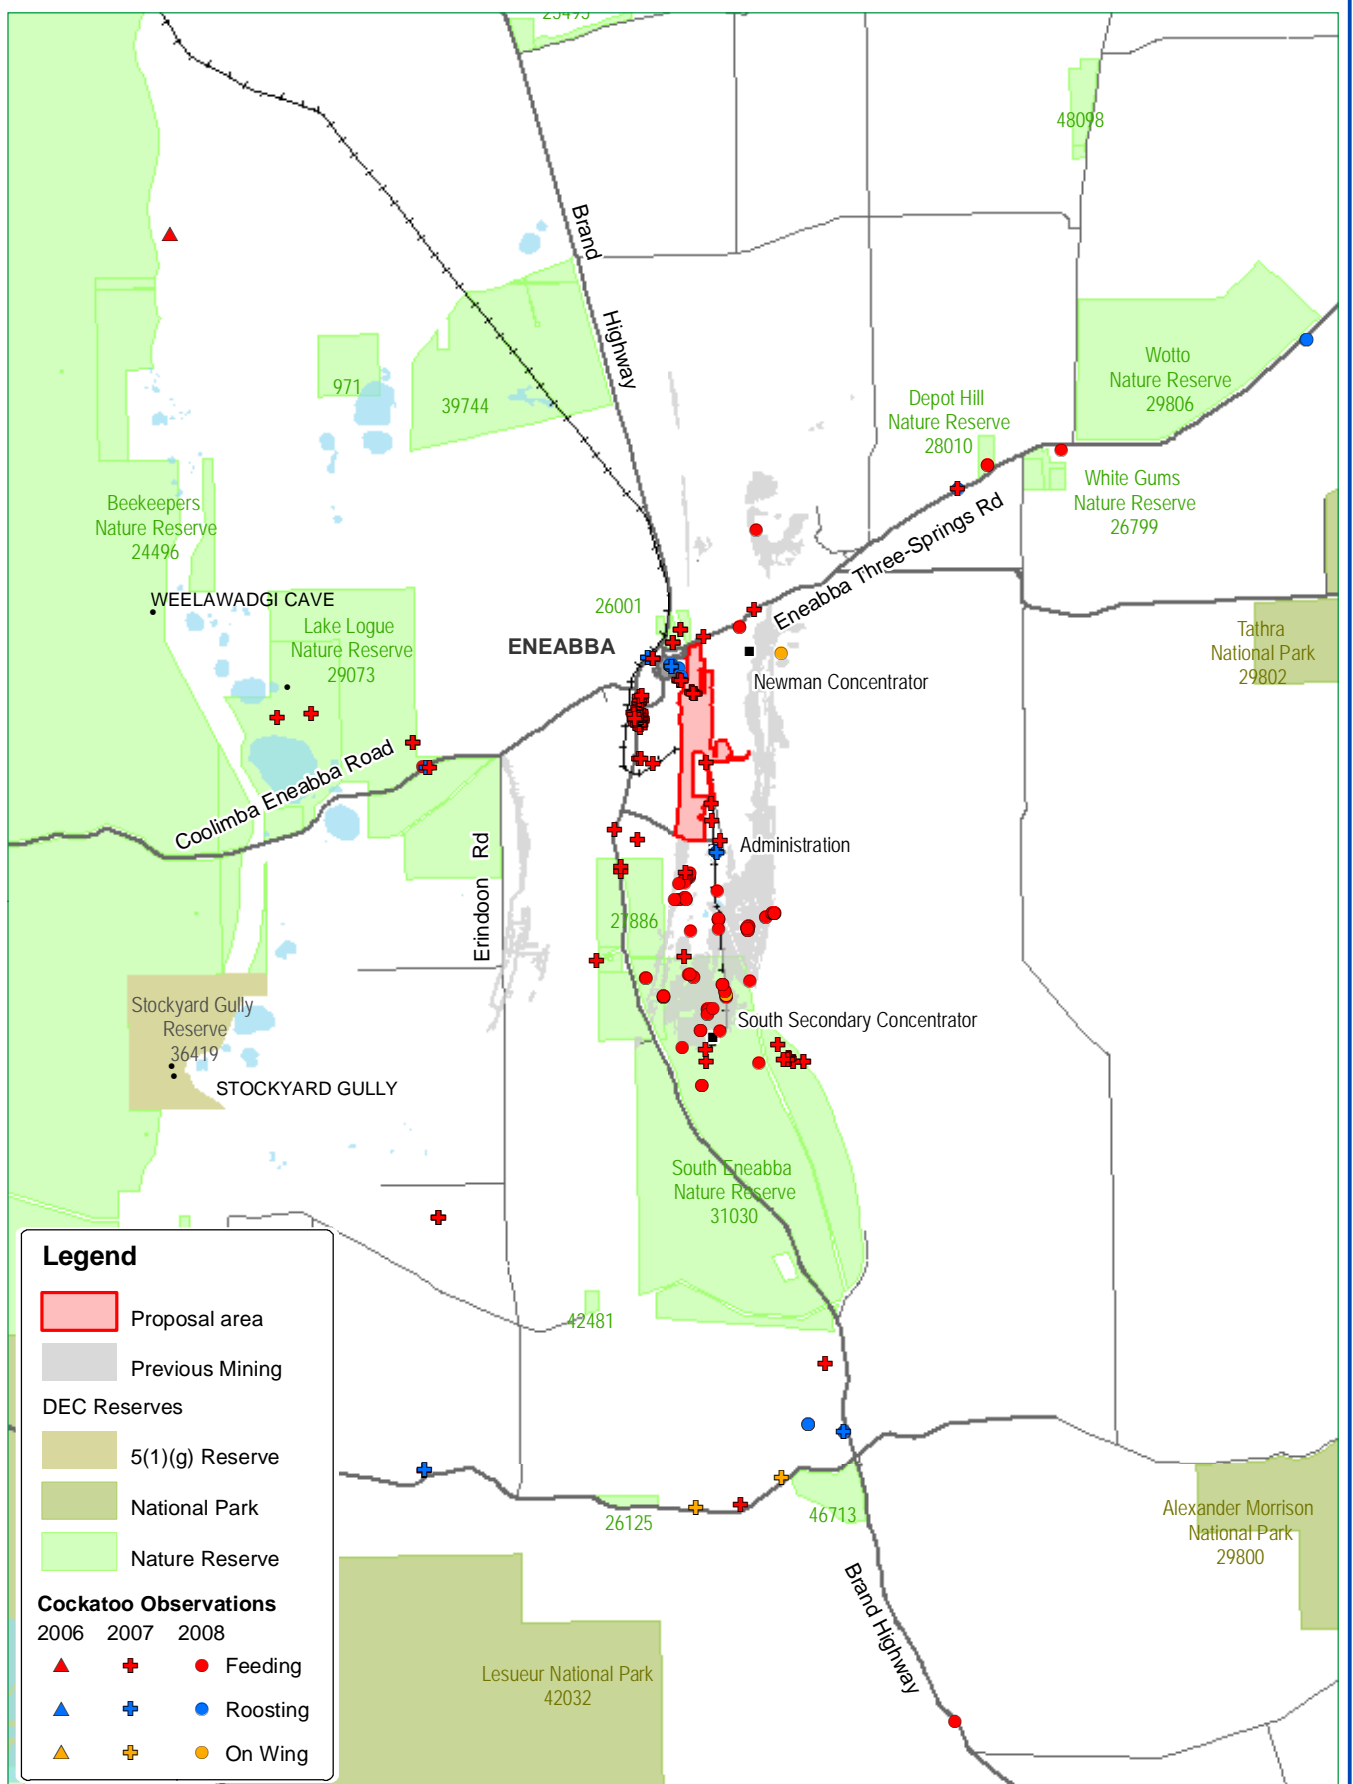 25495
48098
Brand
Highway
971
39744
Wotto
Nature Reserve
29806
Depot Hill
Nature Reserve
28010
White Gums
Nature Reserve
26799
Beekeepers
Nature Reserve
24496
Eneabba Three-Springs Rd
WEELAWADGI CAVE
26001
Lake Logue
Nature Reserve
29073
ENEABBA
Tathra
National Park
29802
Newman Concentrator
Coolimba Eneabba Road
Erindoon Rd
Administration
27886
Stockyard Gully
Reserve
36419
STOCKYARD GULLY
South Secondary Concentrator
South Eneabba
Nature Reserve
31030
42481
26125
46713
Alexander Morrison
National Park
29800
Brand Highway
Lesueur National Park
42032
Legend
Proposal area
Previous Mining
DEC Reserves
5(1)(g) Reserve
National Park
Nature Reserve
Cockatoo Observations
2006 2007 2008
Feeding
Roosting
On Wing